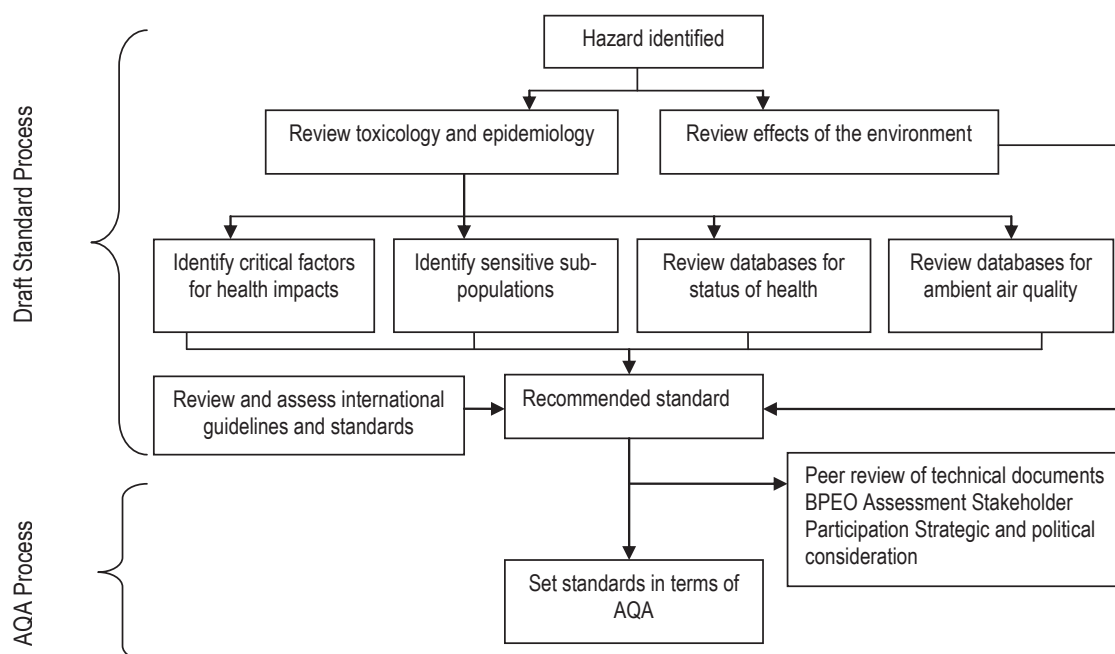 Hazard identified
Review toxicology and epidemiology
Review effects of the environment
Draft Standard Process
Identify critical factors
for health impacts
Identify sensitive sub-
populations
Review databases for
status of health
Review databases for
ambient air quality
Review and assess international
guidelines and standards
Recommended standard
Peer review of technical documents
BPEO Assessment Stakeholder
Participation Strategic and political
consideration
AQA Process
Set standards in terms of
AQA